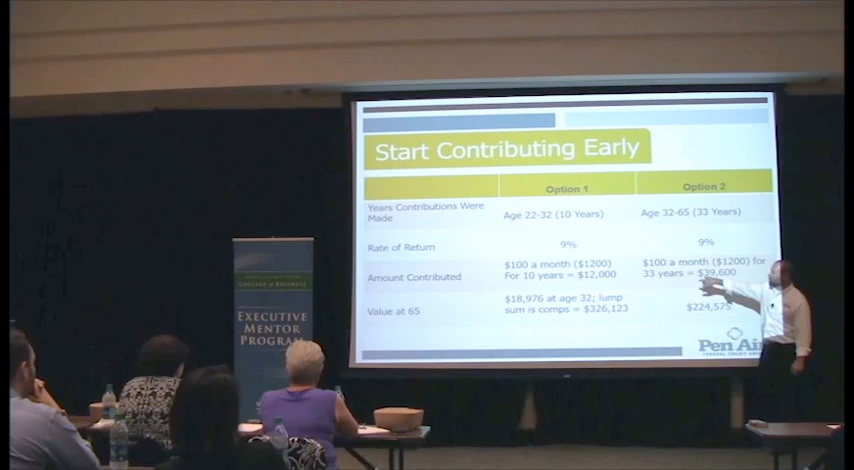 Start Contributing Early
Option 1
Option 2
Years Contributions Were
Made
Age 22-32 (10 Years)
Age 32-65 (33 Years)
Rate of Return
9%
9%
Amount Contributed
$100 a month ($1200)
For 10 years = $12,000
$100 a month ($1200) for
33 years = $39,600
Value at 65
$18,976 at age 32; lump
sum is comps = $326,123
$224,575
Pen Air
FEDERAL CREDIT
COLLEGE OF BUSINESS
EXECUTIVE
MENTOR
PROGRAM